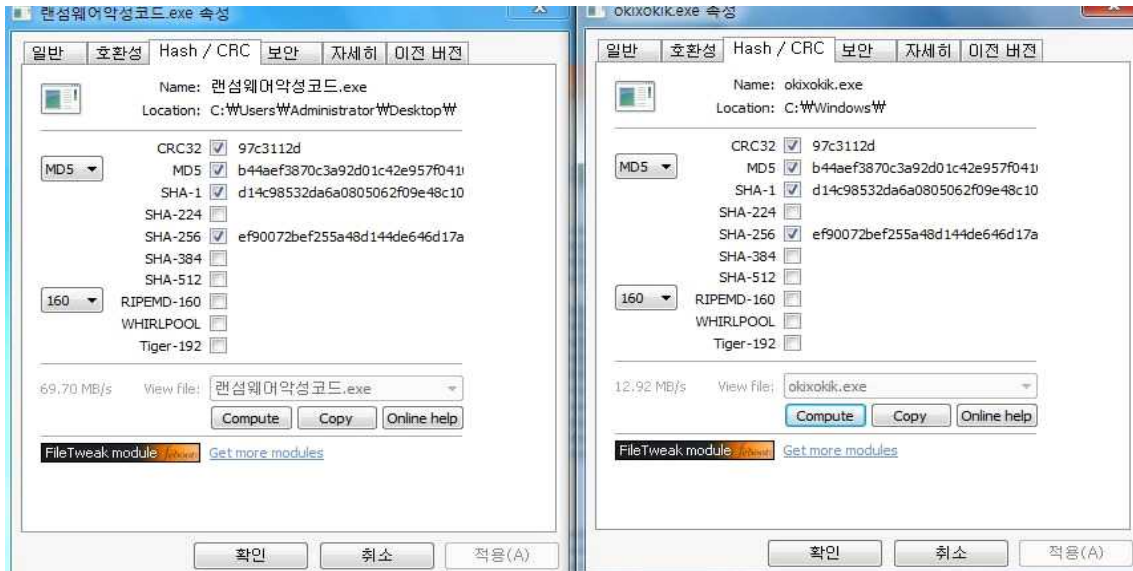 랜섬웨어악성코드.exe 속성
일반 호환성 Hash / CRC 보안 자세히 이전 버전
Name: 랜섬웨어악성코드.exe
Location: C:₩Users₩Administrator₩Desktop₩
CRC32 97c3112d
MD5 MD5 b44aef3870c3a92d01c42e957f041
SHA-1 d14c98532da6a0805062f09e48c10
SHA-224
SHA-256 ef90072bef255a48d144de646d17a
SHA-384
SHA-512
160 RIPEMD-160
WHIRLPOOL
Tiger-192
69.70 MB/s View file: 랜섬웨어악성코드.exe
Compute Copy Online help
FileTweak module febooti Get more modules
확인 취소 적용(A)
okixokik.exe 속성
일반 호환성 Hash / CRC 보안 자세히 이전 버전
Name: okixokik.exe
Location: C:₩Windows₩
CRC32 97c3112d
MD5 MD5 b44aef3870c3a92d01c42e957f041
SHA-1 d14c98532da6a0805062f09e48c10
SHA-224
SHA-256 ef90072bef255a48d144de646d17a
SHA-384
SHA-512
160 RIPEMD-160
WHIRLPOOL
Tiger-192
12.92 MB/s View file: okixokik.exe
Compute Copy Online help
FileTweak module febooti Get more modules
확인 취소 적용(A)